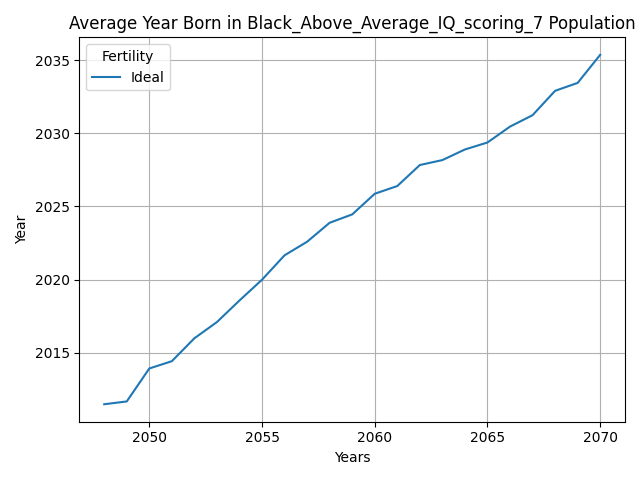 Average Year Born in Black_Above_Average_IQ_scoring_7 Population
Fertility
Ideal
2035
2030
2025
2020
2015
Year
2050 2055 2060 2065 2070
Years